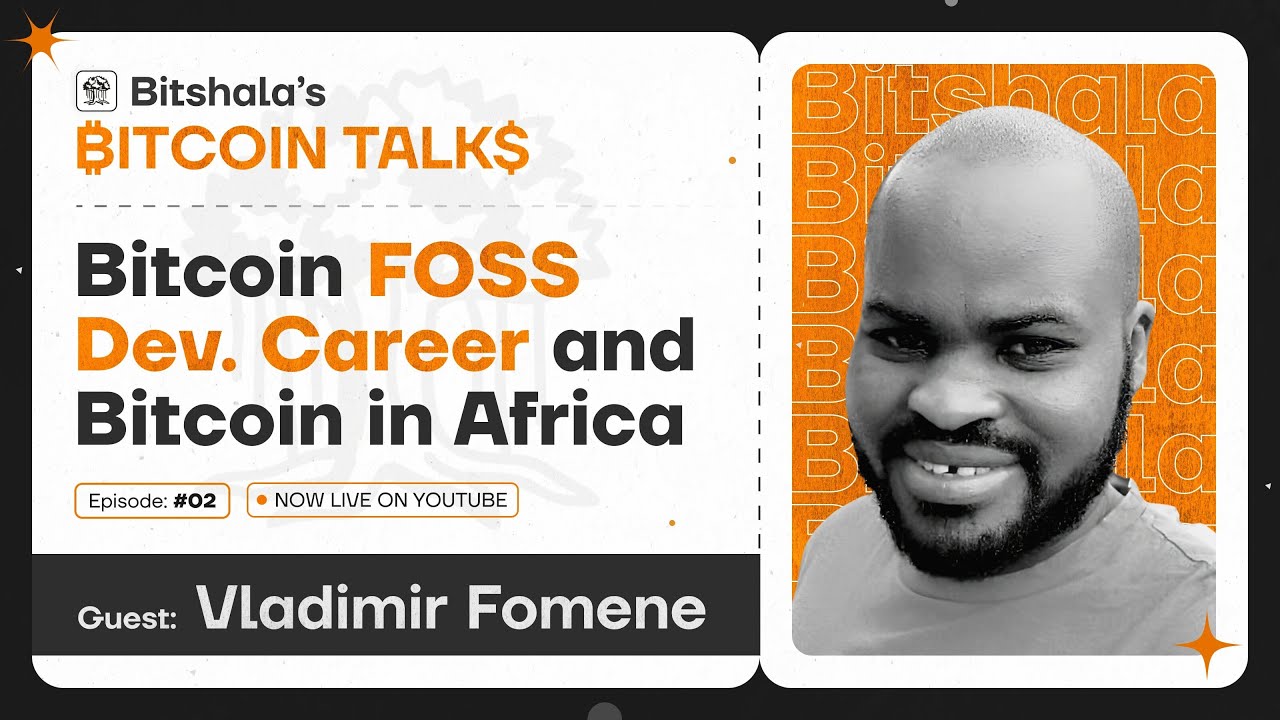 Bitshala's
₿ITCOIN TALK$
Bitcoin FOSS
Dev. Career and
Bitcoin in Africa
Episode: #02
NOW LIVE ON YOUTUBE
Guest: Vladimir Fomene
Bitshala
Bitshala
Bitshala
Bitshala
Bitshala